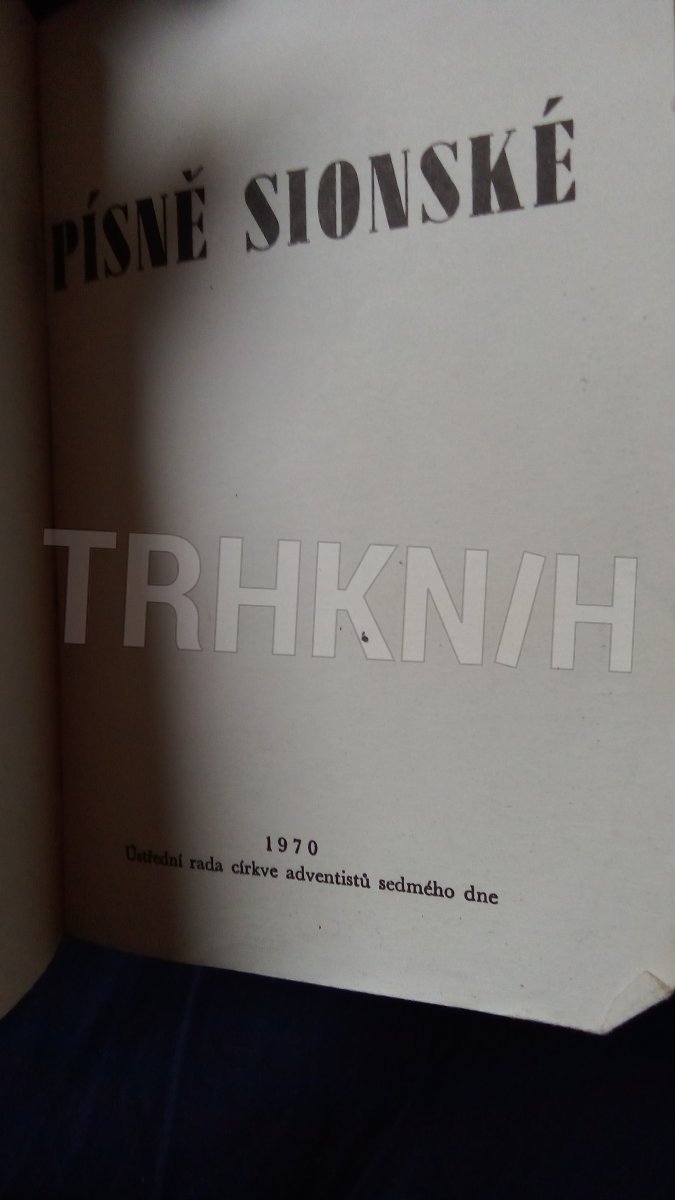 PÍSNĚ SIONSKÉ
TRHKNIH
1970
Ústřední rada církve adventistů sedmého dne